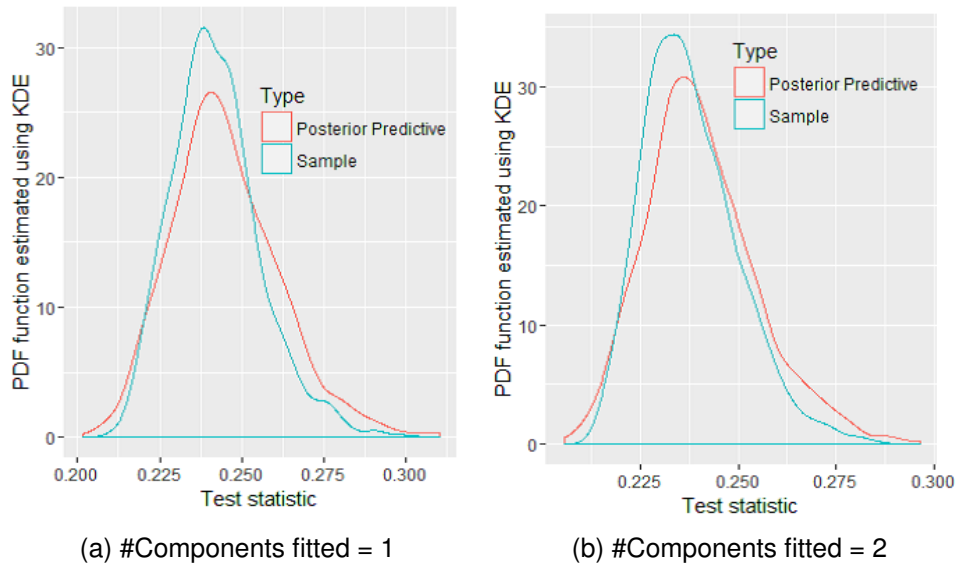 PDF function estimated using KDE
30
20
10
0
Type
Posterior Predictive
Sample
0.200 0.225 0.250 0.275 0.300
Test statistic
(a) #Components fitted = 1
PDF function estimated using KDE
30
20
10
0
Type
Posterior Predictive
Sample
0.225 0.250 0.275 0.300
Test statistic
(b) #Components fitted = 2